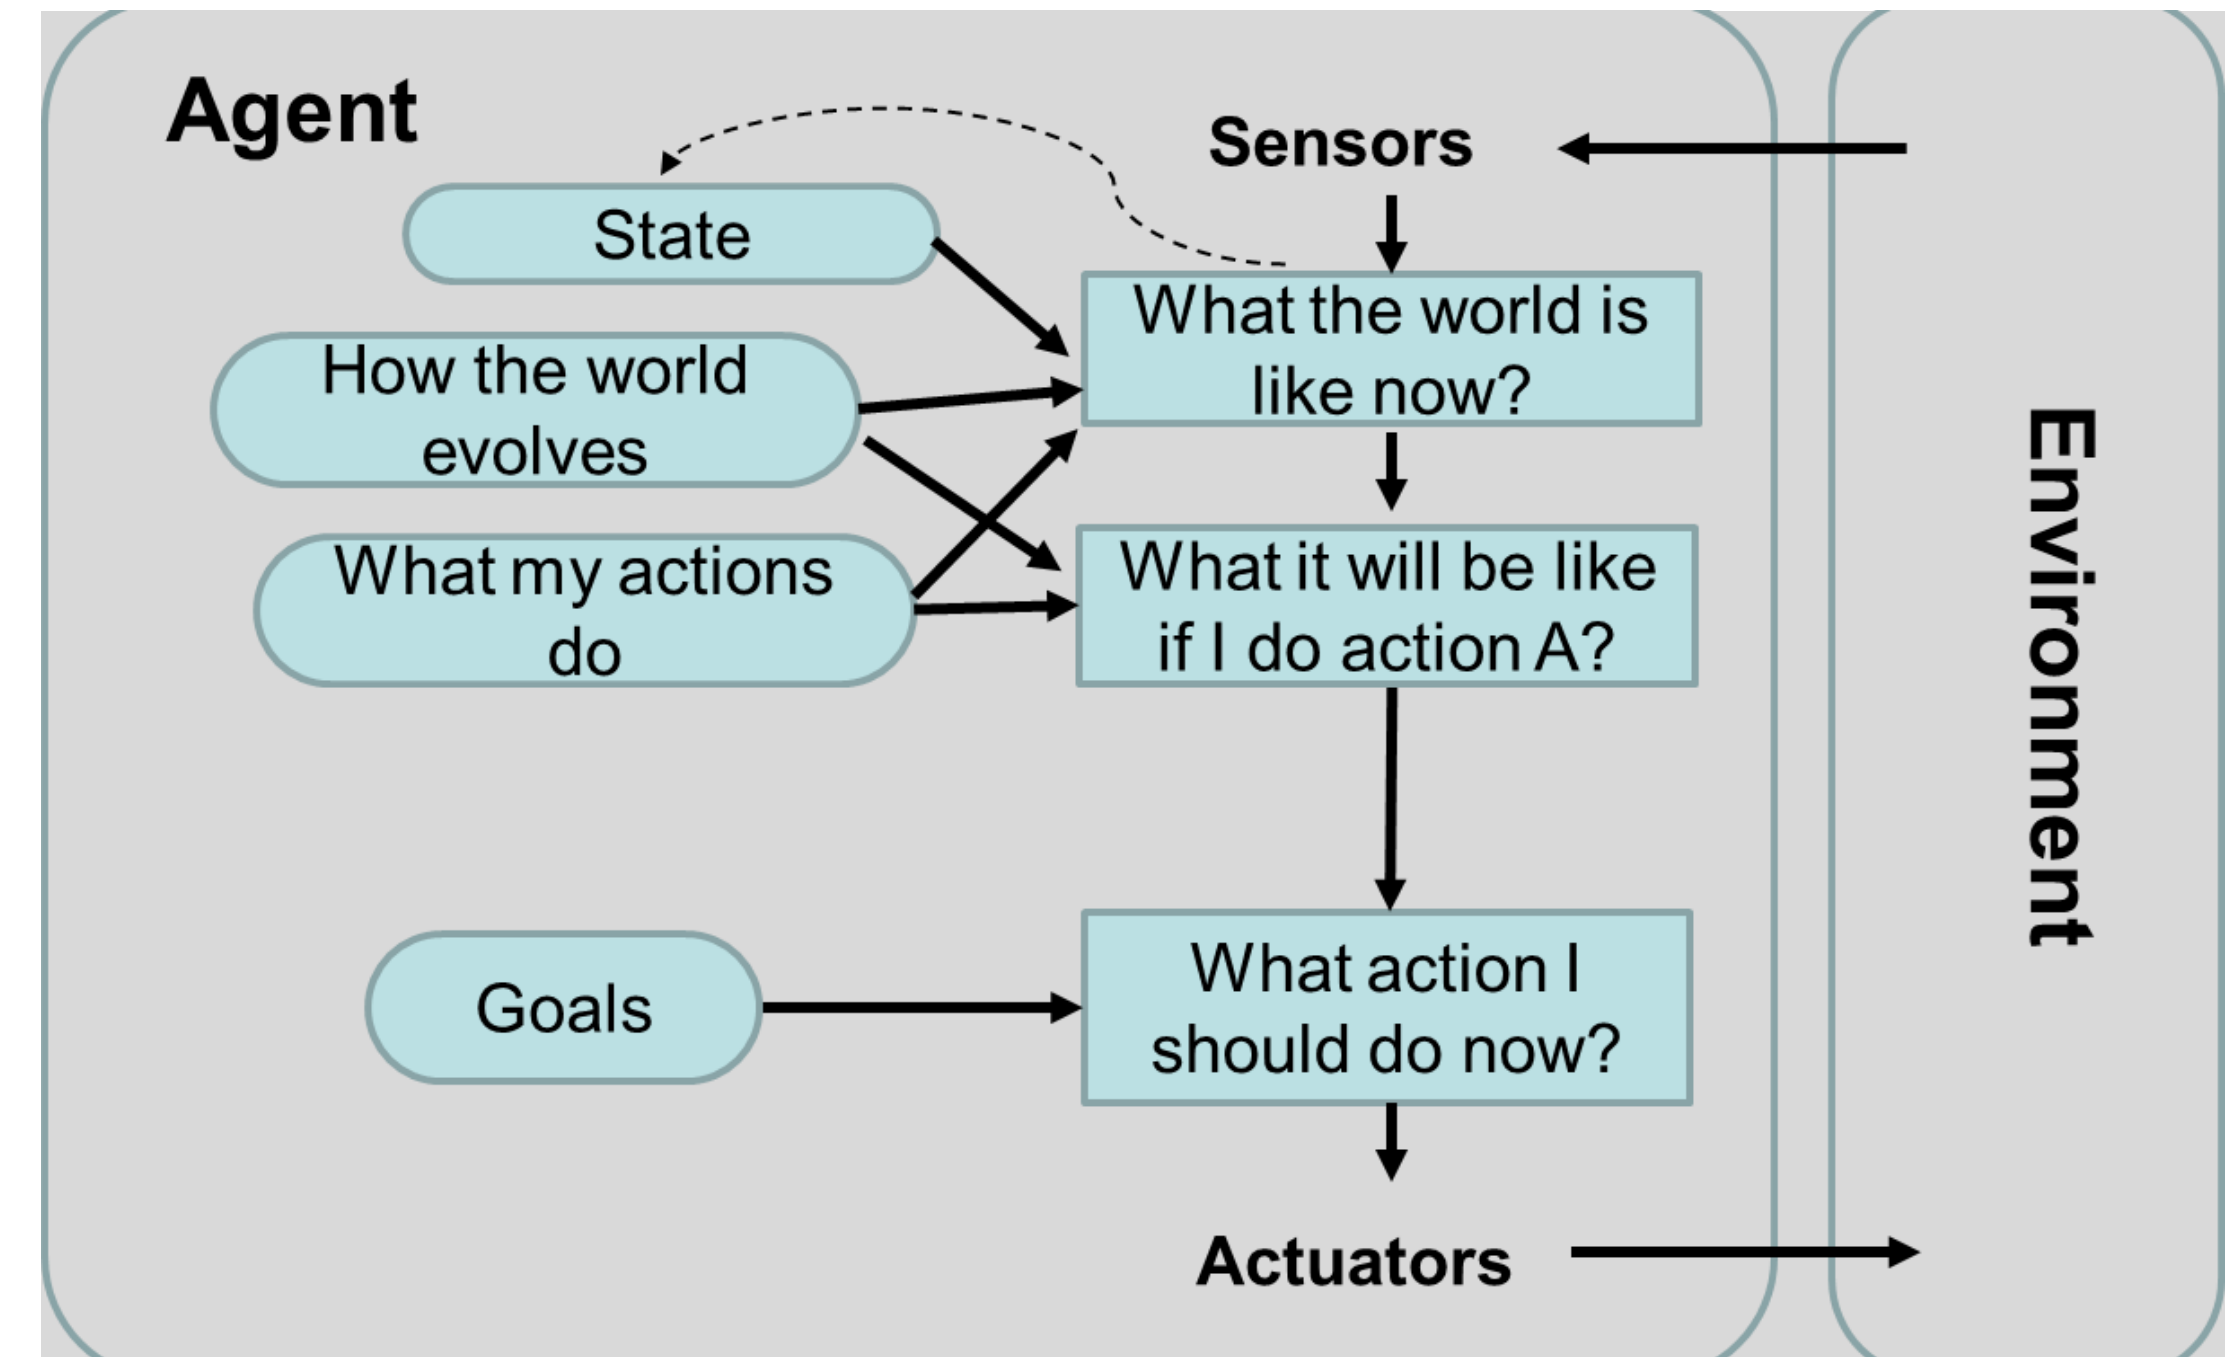 Agent
Sensors
State
What the world is
like now?
How the world
evolves
What my actions
do
What it will be like
if I do action A?
Goals
What action I
should do now?
Actuators
Environment